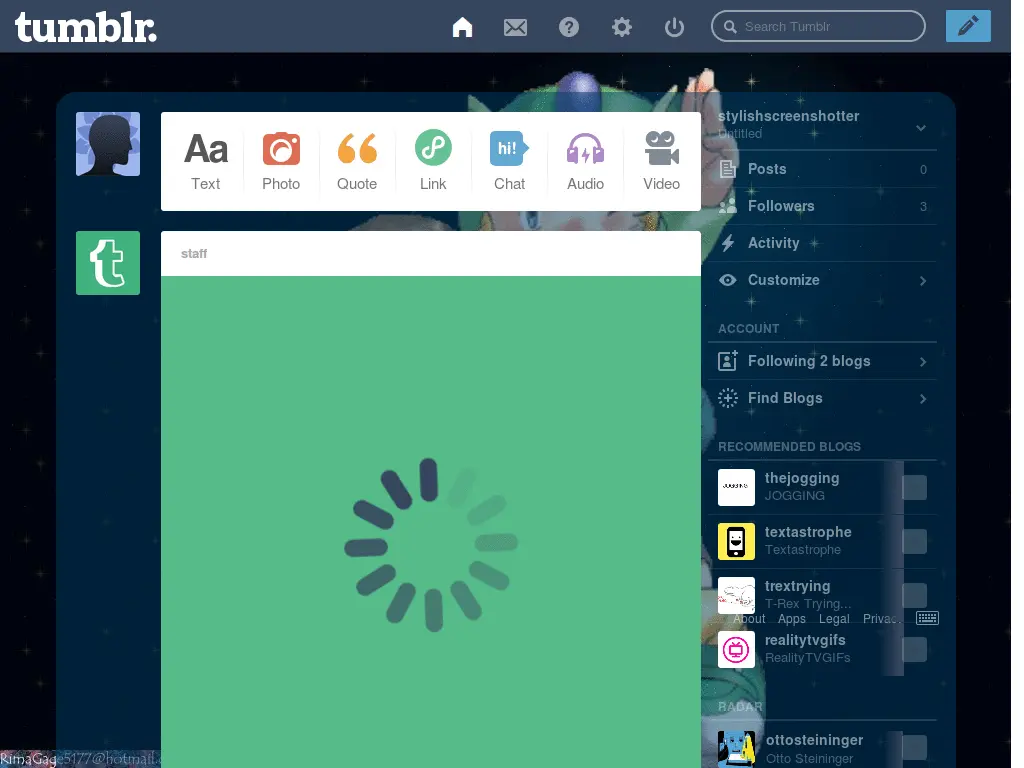 tumblr.
Search Tumblr
Aa
hi!
Text Photo Quote Link Chat Audio Video
stylishscreenshotter
Untitled
Posts 0
Followers 3
Activity
Customize
staff
ACCOUNT
Following 2 blogs
Find Blogs
RECOMMENDED BLOGS
JOGGING
thejogging
JOGGING
textastrophe
Textastrophe
trextrying
T-Rex Trying...
About Apps Legal
realitytvgifs
RealityTVGIFs
RADAR
ottosteininger
Otto Steininger
RimaGage5177@hotmail.